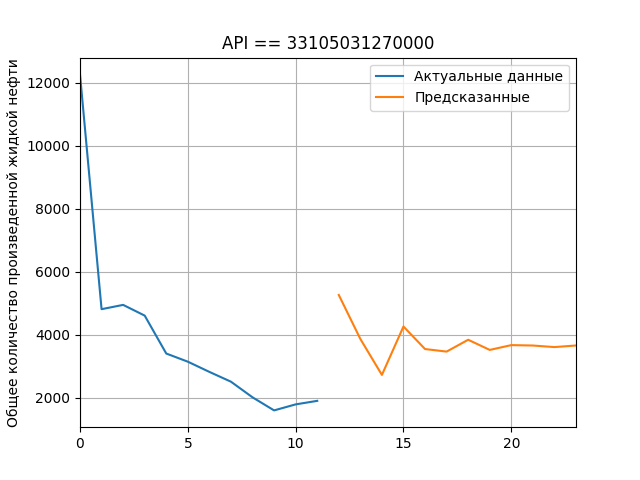 API == 33105031270000
Актуальные данные
Предсказанные
Общее количество произведенной жидкой нефти
12000
10000
8000
6000
4000
2000
0
5
10
15
20